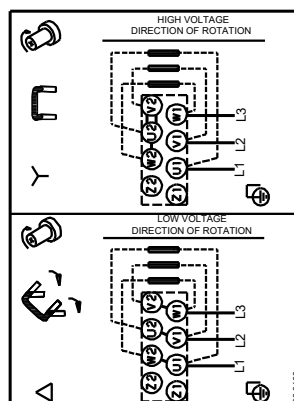 HIGH VOLTAGE
DIRECTION OF ROTATION
V2 W1 L3
U2 V1 L2
W2 U1 L1
Z2 Z1
LOW VOLTAGE
DIRECTION OF ROTATION
V2 W1 L3
U2 V1 L2
W2 U1 L1
Z2 Z1